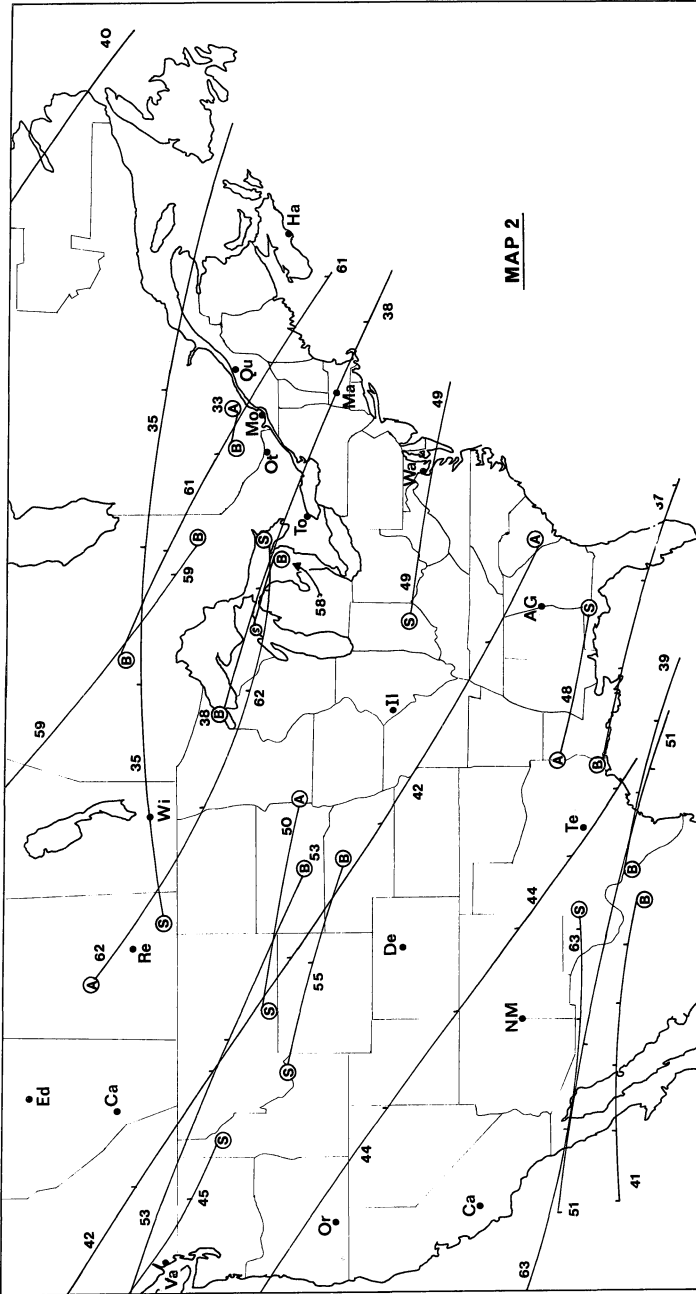 Ed
59
40
42
A
62
Ca
B
Re
53
35
35
Wi
S
Va
59
61
B
45
38
B
S
33
A
B
Mo
Qu
62
S
S
S
Ot
B
S
50
A
Ha
To
B
53
55
58
Or
61
B
Ma
44
De
38
Il
49
S
Wa
42
49
Ca
NM
MAP 2
63
AG
44
A
A
48
Te
51
63
S
S
B
B
41
B
37
39
51